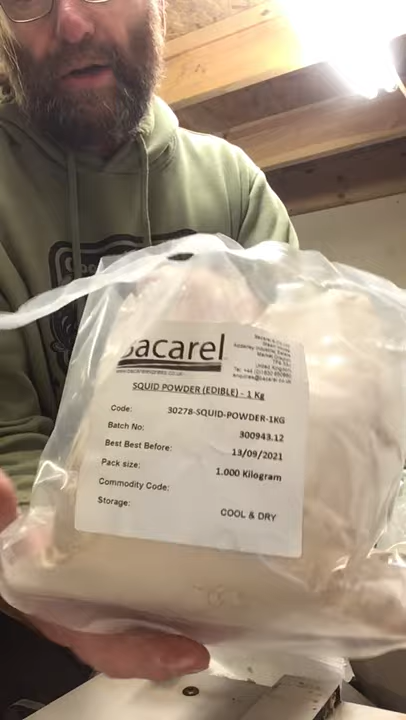 Bacarel
SQUID POWDER (EDIBLE) - 1 Kg
Code: 30278-SQUID-POWDER-1KG
Batch No: 300943.12
Best Best Before: 13/09/2021
Pack size: 1.000 Kilogram
Commodity Code:
Storage: COOL & DRY